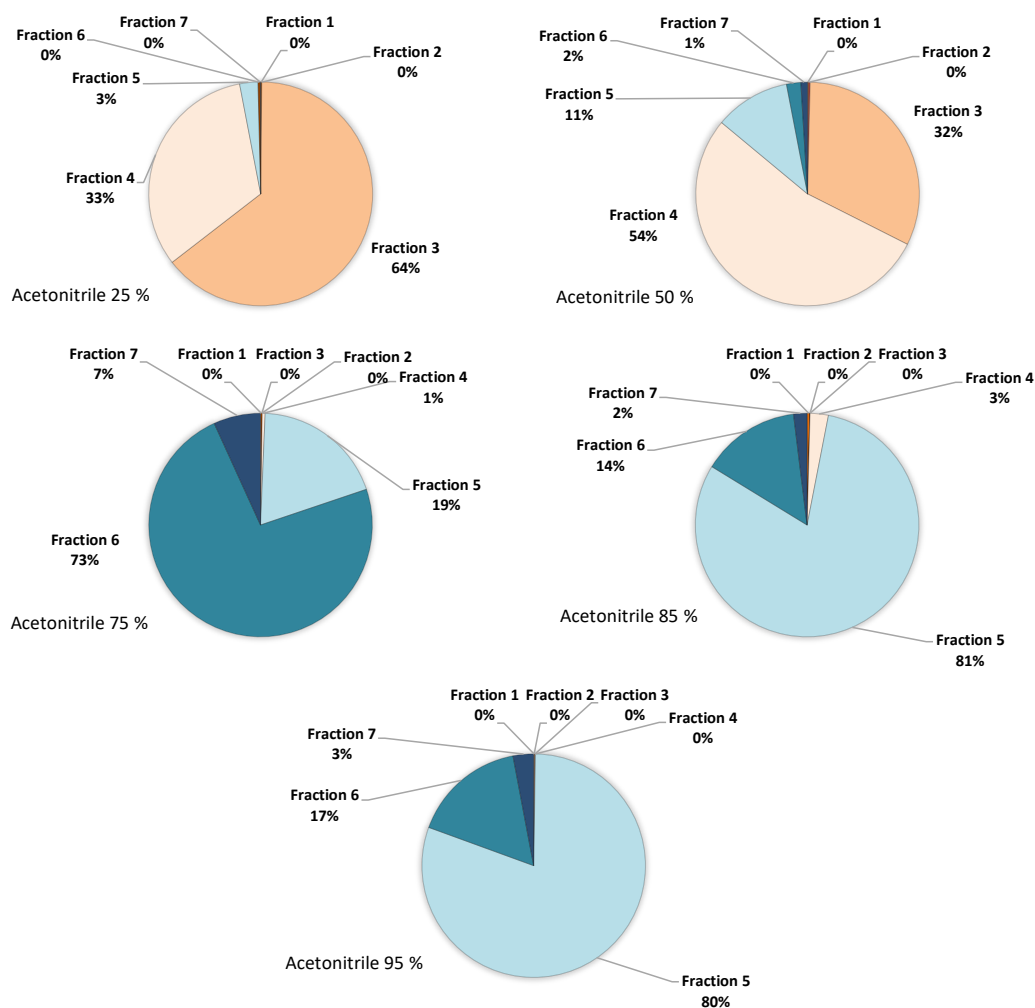 Fraction 7
0%
Fraction 1
0%
Fraction 6
0%
Fraction 2
0%
Fraction 5
3%
Fraction 4
33%
Fraction 3
64%
Acetonitrile 25 %
Fraction 7
1%
Fraction 1
0%
Fraction 6
2%
Fraction 2
0%
Fraction 5
11%
Fraction 3
32%
Fraction 4
54%
Acetonitrile 50 %
Fraction 7
7%
Fraction 1
0%
Fraction 3
0%
Fraction 2
0%
Fraction 4
1%
Fraction 5
19%
Fraction 6
73%
Acetonitrile 75 %
Fraction 1
0%
Fraction 2
0%
Fraction 3
0%
Fraction 4
3%
Fraction 7
2%
Fraction 6
14%
Acetonitrile 85 %
Fraction 5
81%
Fraction 1
0%
Fraction 2
0%
Fraction 3
0%
Fraction 4
0%
Fraction 7
3%
Fraction 6
17%
Acetonitrile 95 %
Fraction 5
80%